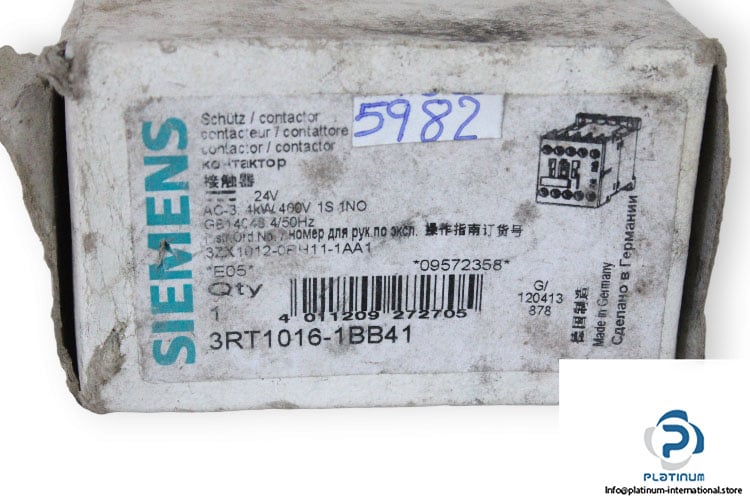 SIEMENS
Schütz / contactor
contacteur / contattore
contactor / contactor
контактор
接触器
5982
24V
AC-3, 4kW/400V 1S 1NO
GB14048.4/50Hz
номер для рук.по экспл. 操作指南订货号
3ZX1012-0RH11-1AA1
*E05*
*09572358*
Qty
1
4 011209 272705
G/
120413
878
3RT1016-1BB41
德国制造
Made in Germany
Сделано в Германии
PLATINUM
Info@platinum-international.store